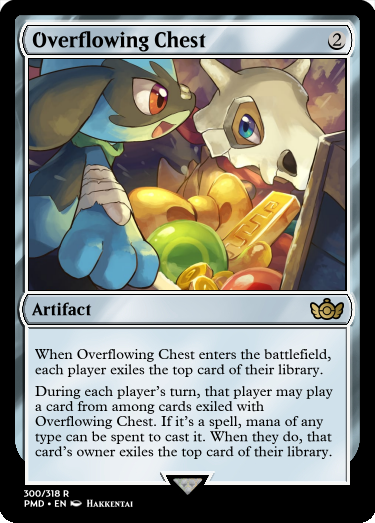 Overflowing Chest 2
Artifact
When Overflowing Chest enters the battlefield,
each player exiles the top card of their library.
During each player's turn, that player may play
a card from among cards exiled with
Overflowing Chest. If it's a spell, mana of any
type can be spent to cast it. When they do, that
card's owner exiles the top card of their library.
300/318 R
PMD • EN HAKKENTAI